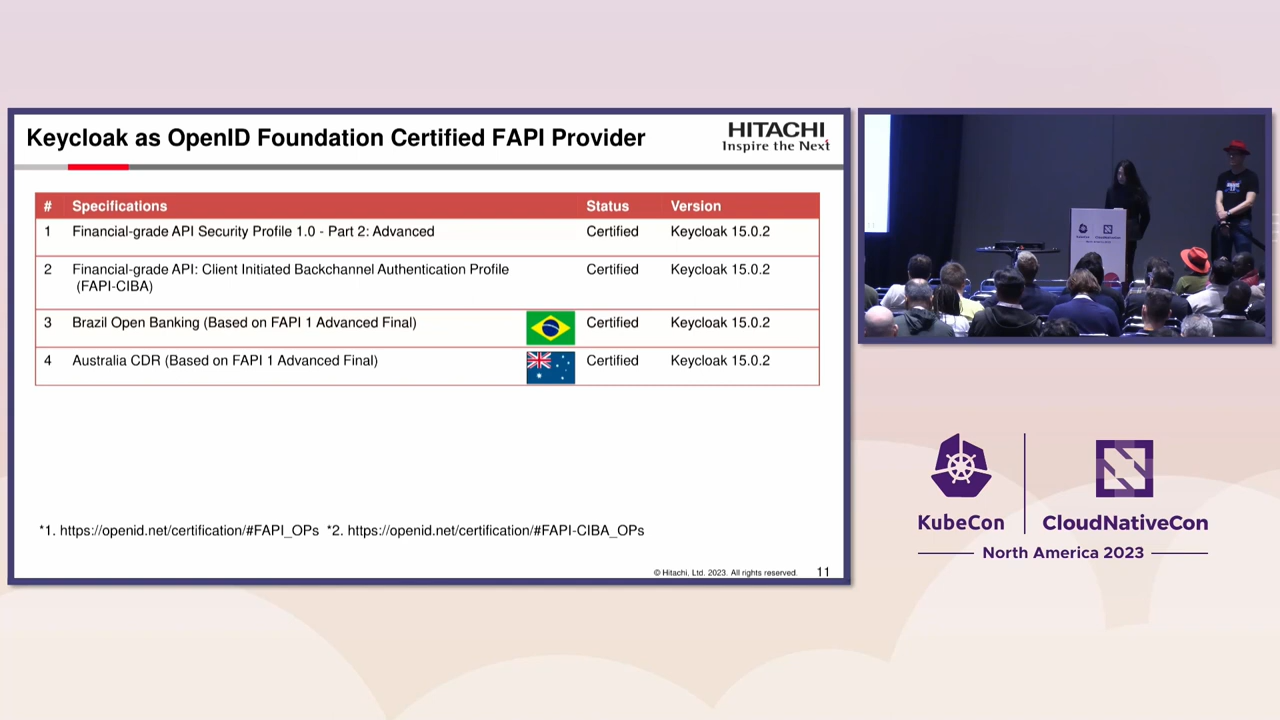 Keycloak as OpenID Foundation Certified FAPI Provider
HITACHI
Inspire the Next
# Specifications Status Version
1 Financial-grade API Security Profile 1.0 - Part 2: Advanced Certified Keycloak 15.0.2
2 Financial-grade API: Client Initiated Backchannel Authentication Profile Certified Keycloak 15.0.2
(FAPI-CIBA)
3 Brazil Open Banking (Based on FAPI 1 Advanced Final) Certified Keycloak 15.0.2
4 Australia CDR (Based on FAPI 1 Advanced Final) Certified Keycloak 15.0.2
*1. https://openid.net/certification/#FAPI_OPs *2. https://openid.net/certification/#FAPI-CIBA_OPs
© Hitachi, Ltd. 2023. All rights reserved. 11
KubeCon
CloudNativeCon
North America 2023